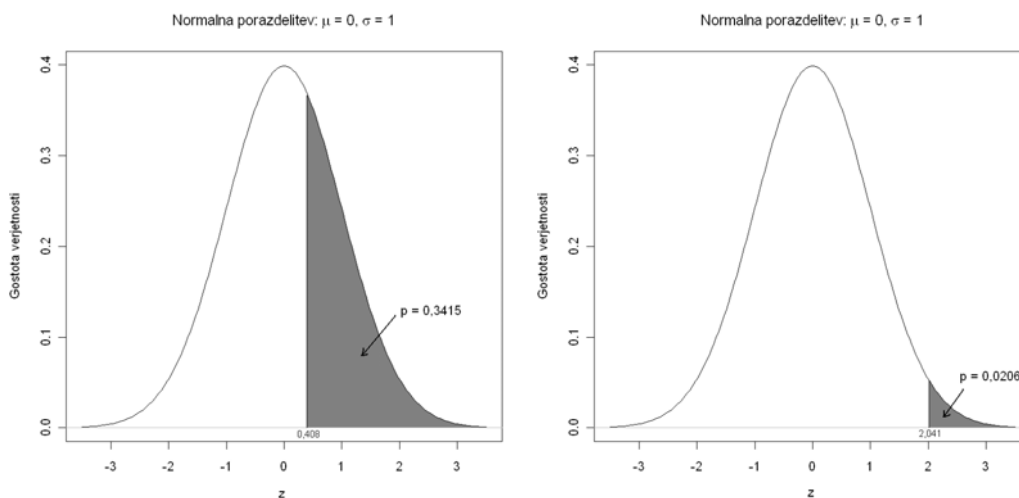 Normalna porazdelitev: μ = 0, σ = 1
Gostota verjetnosti
0.4
0.3
0.2
0.1
0.0
p = 0,3415
0,408
-3 -2 -1 0 1 2 3
z
Normalna porazdelitev: μ = 0, σ = 1
Gostota verjetnosti
0.4
0.3
0.2
0.1
0.0
p = 0,0206
2,041
-3 -2 -1 0 1 2 3
z